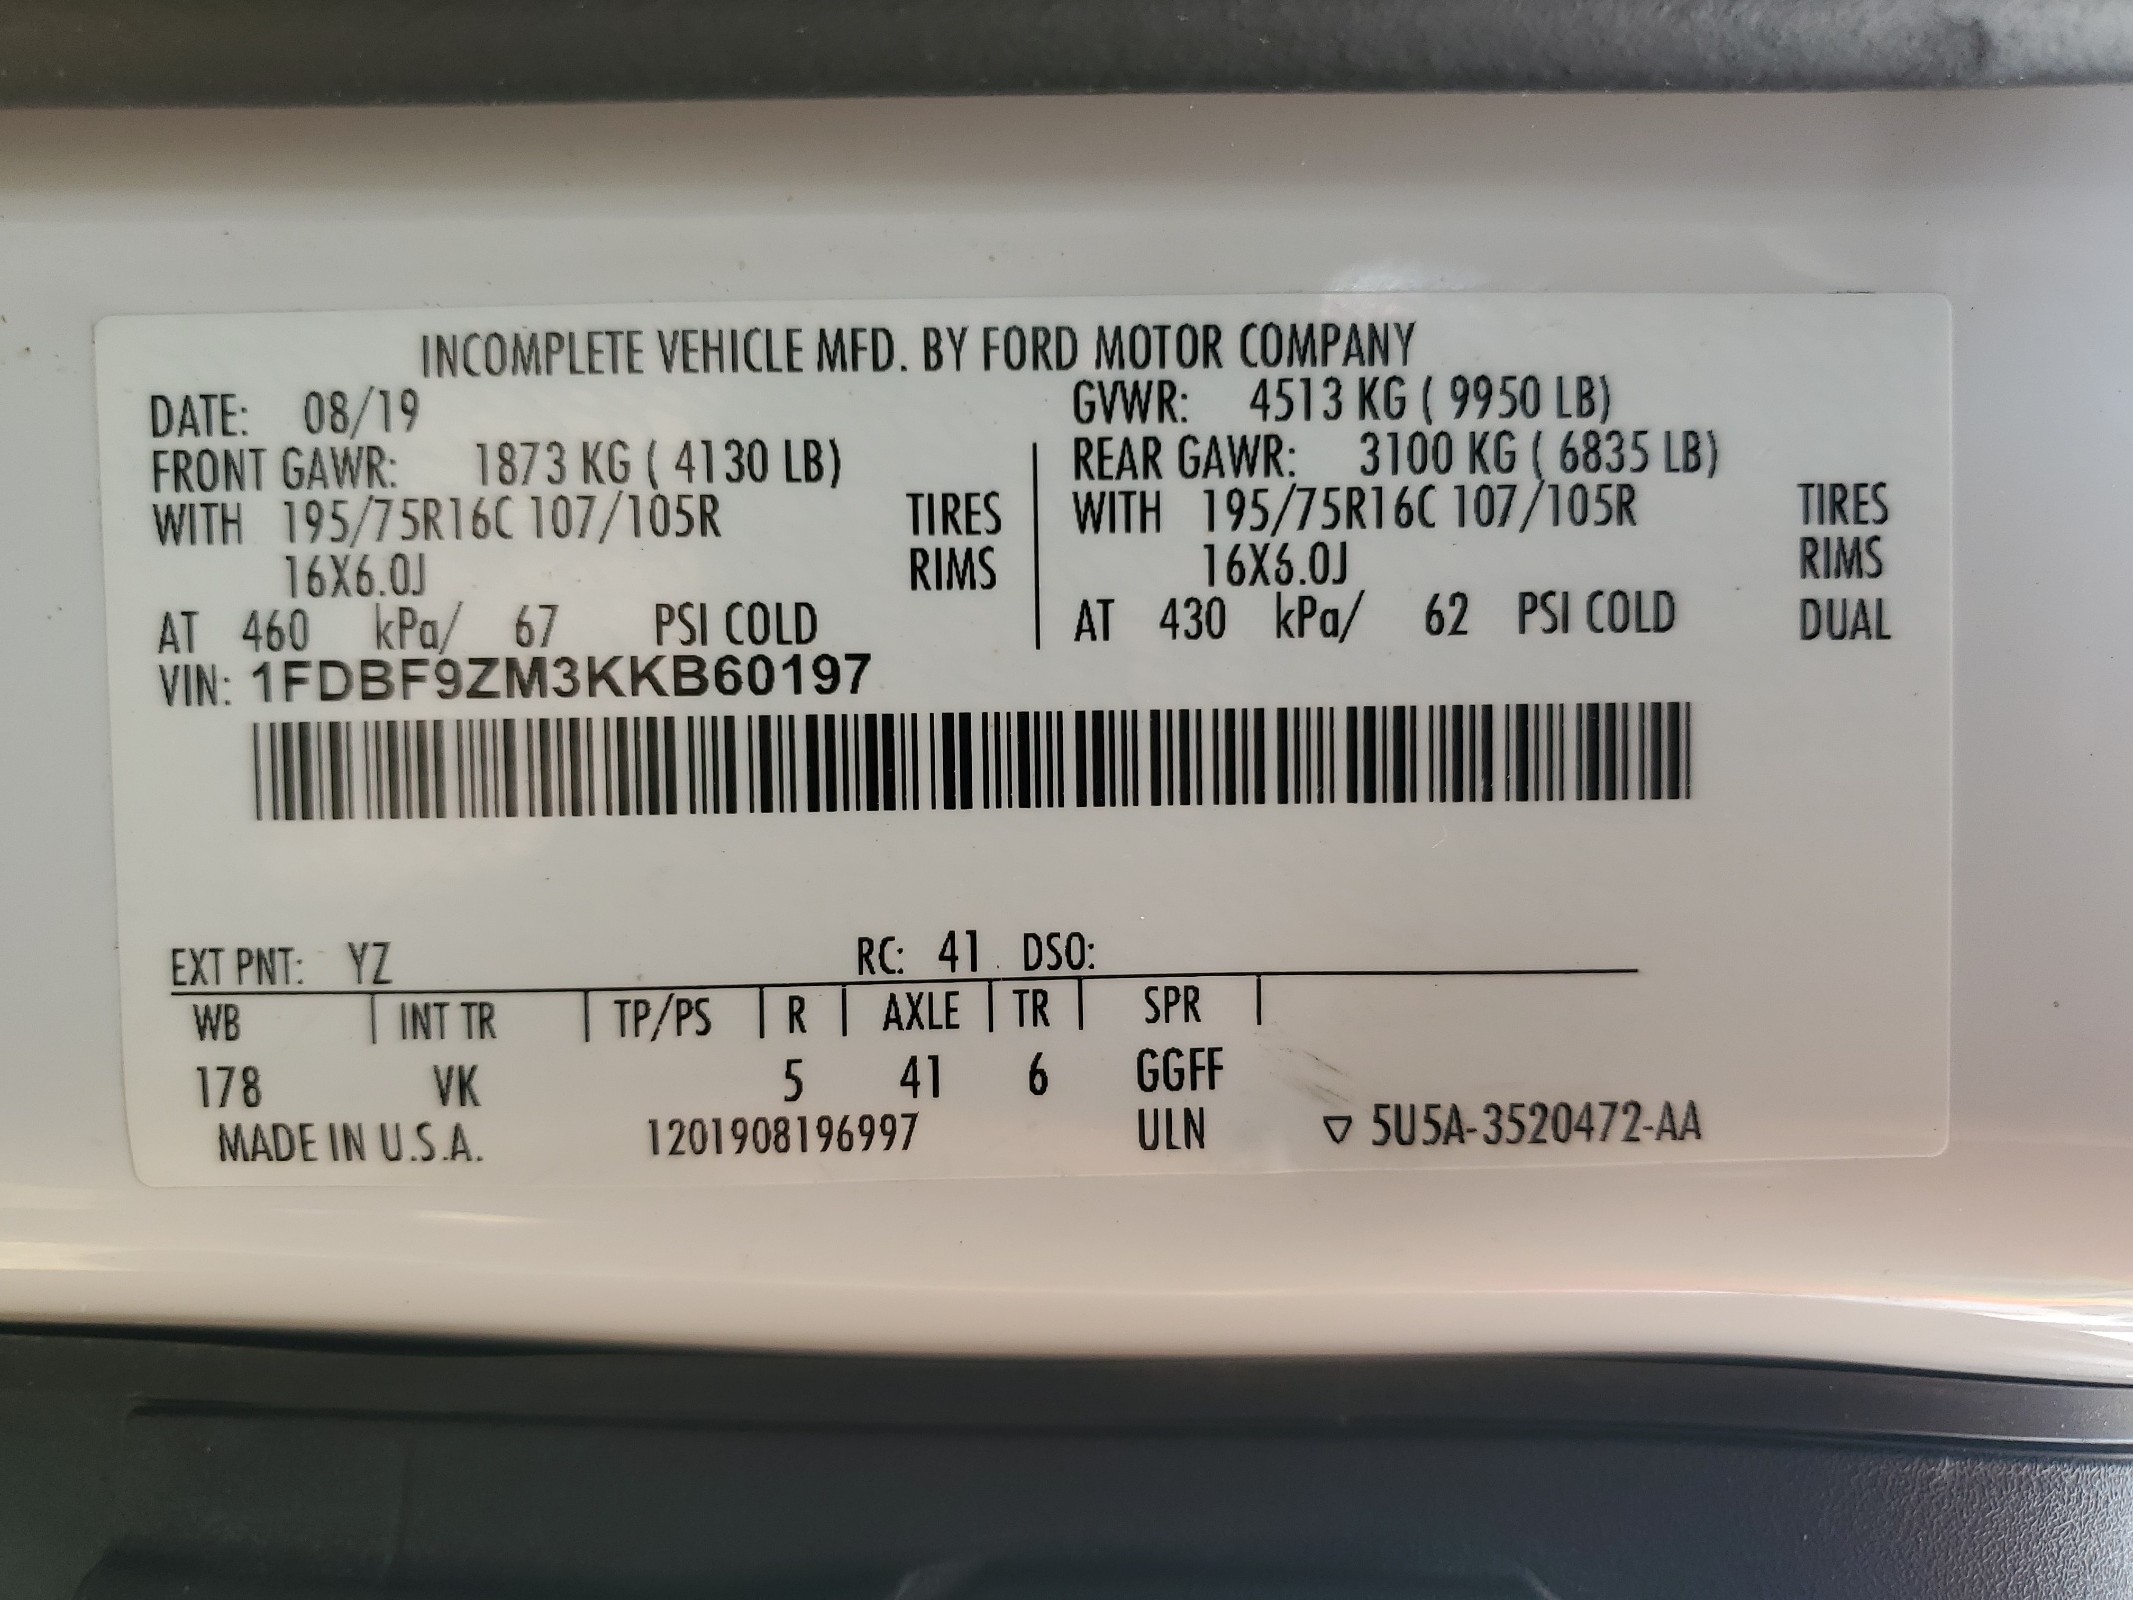 INCOMPLETE VEHICLE MFD. BY FORD MOTOR COMPANY
DATE: 08/19 GVWR: 4513 KG ( 9950 LB)
FRONT GAWR: 1873 KG ( 4130 LB) REAR GAWR: 3100 KG ( 6835 LB)
WITH 195/75R16C 107/105R TIRES WITH 195/75R16C 107/105R TIRES
16X6.0J RIMS 16X6.0J RIMS
AT 460 kPa/ 67 PSI COLD AT 430 kPa/ 62 PSI COLD DUAL
VIN: 1FDBF9ZM3KKB60197
EXT PNT: YZ RC: 41 DSO:
WB INT TR TP/PS R AXLE TR SPR
178 VK 5 41 6 GGFF
MADE IN U.S.A. 1201908196997 ULN ▽ 5U5A-3520472-AA